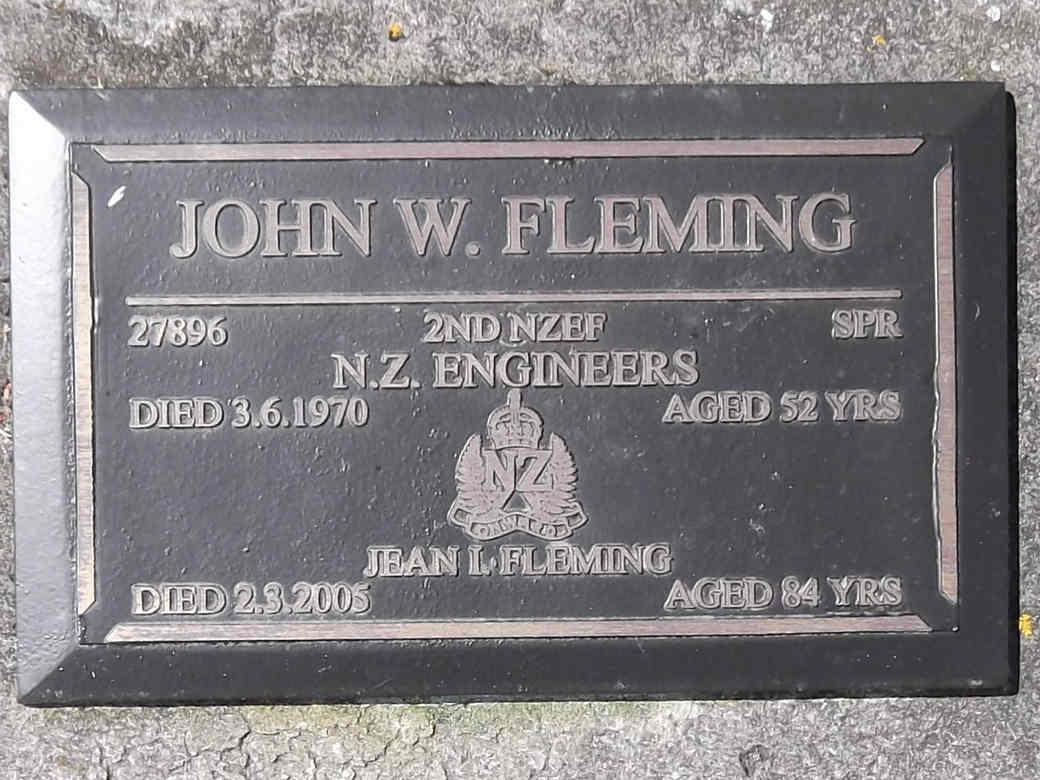 JOHN W. FLEMING
27896 2ND NZEF SPR
N.Z. ENGINEERS
DIED 3.6.1970 AGED 52 YRS
NZ
ONWARD
JEAN I. FLEMING
DIED 2.3.2005 AGED 84 YRS